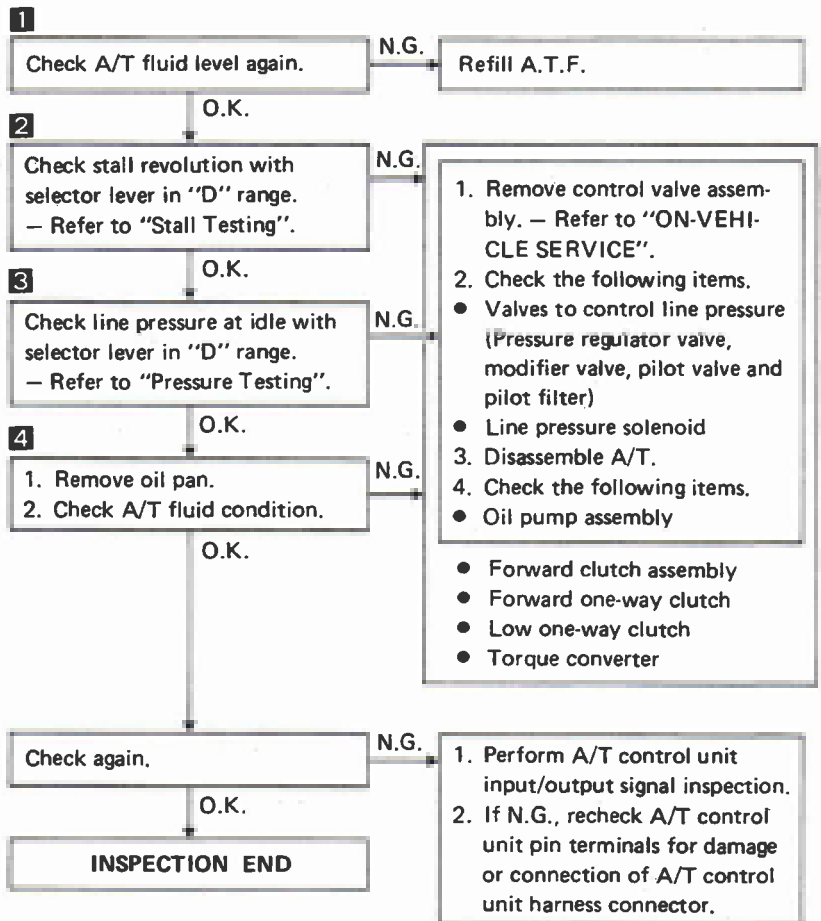 1
Check A/T fluid level again.
N.G.
Refill A.T.F.
O.K.
2
Check stall revolution with
selector lever in "D" range.
– Refer to "Stall Testing".
N.G.
O.K.
3
Check line pressure at idle with
selector lever in "D" range.
– Refer to "Pressure Testing".
N.G.
O.K.
4
1. Remove oil pan.
2. Check A/T fluid condition.
N.G.
O.K.
1. Remove control valve assem-
bly. – Refer to "ON-VEHI-
CLE SERVICE".
2. Check the following items.
● Valves to control line pressure
(Pressure regulator valve,
modifier valve, pilot valve and
pilot filter)
● Line pressure solenoid
3. Disassemble A/T.
4. Check the following items.
● Oil pump assembly
● Forward clutch assembly
● Forward one-way clutch
● Low one-way clutch
● Torque converter
Check again.
N.G.
O.K.
INSPECTION END
1. Perform A/T control unit
input/output signal inspection.
2. If N.G., recheck A/T control
unit pin terminals for damage
or connection of A/T control
unit harness connector.